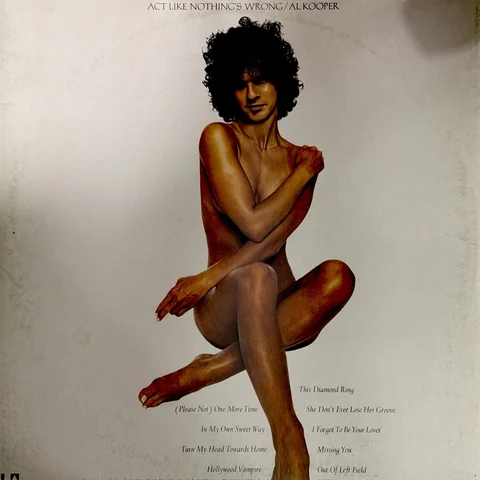 ACT LIKE NOTHING'S WRONG/AL KOOPER
This Diamond Ring
(Please Not) One More Time
She Don't Ever Lose Her Groove
In My Own Sweet Way
I Forgot To Be Your Lover
Turn My Head Towards Home
Missing You
Hollywood Vampire
Out Of Left Field